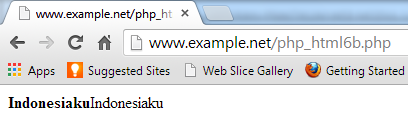 www.example.net/php_ht
www.example.net/php_html6b.php
Apps Suggested Sites Web Slice Gallery Getting Started
IndonesiakuIndonesiaku